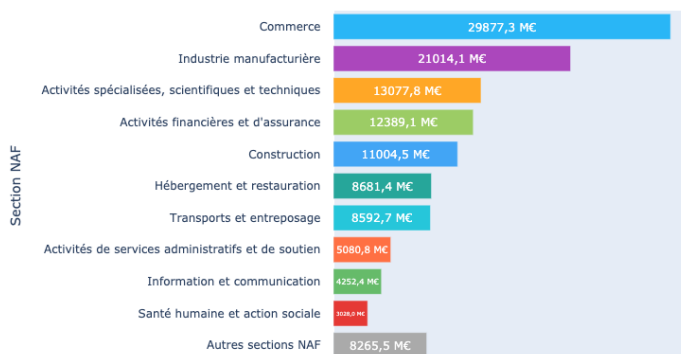 Section NAF
Commerce 29877,3 M€
Industrie manufacturière 21014,1 M€
Activités spécialisées, scientifiques et techniques 13077,8 M€
Activités financières et d'assurance 12389,1 M€
Construction 11004,5 M€
Hébergement et restauration 8681,4 M€
Transports et entreposage 8592,7 M€
Activités de services administratifs et de soutien 5080,8 M€
Information et communication 4252,4 M€
Santé humaine et action sociale 3028,0 M€
Autres sections NAF 8265,5 M€